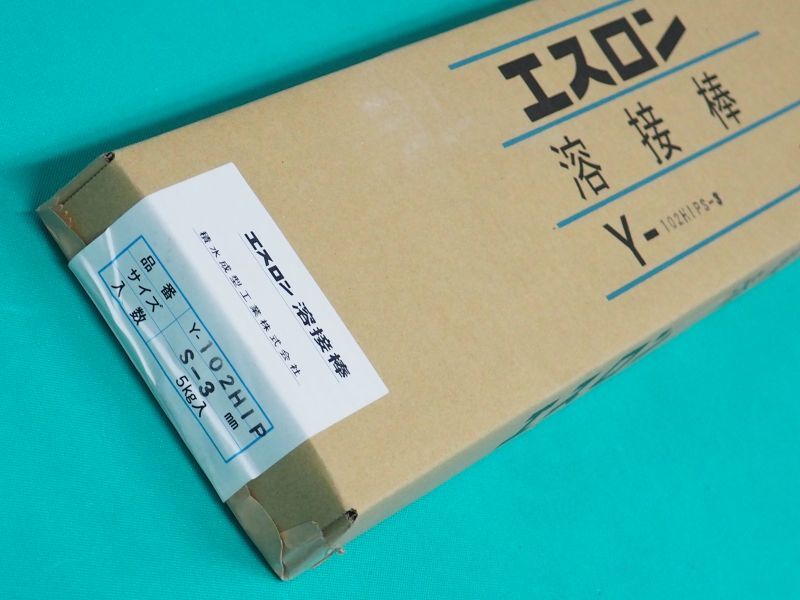 エスロン
溶接棒
Y-102HIPS-3
エスロン 溶接棒
積水成型工業株式会社
品番 Y-102HIP
サイズ S-3 mm
入数 5kg入